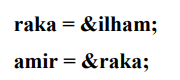 raka = &ilham;
amir = &raka;